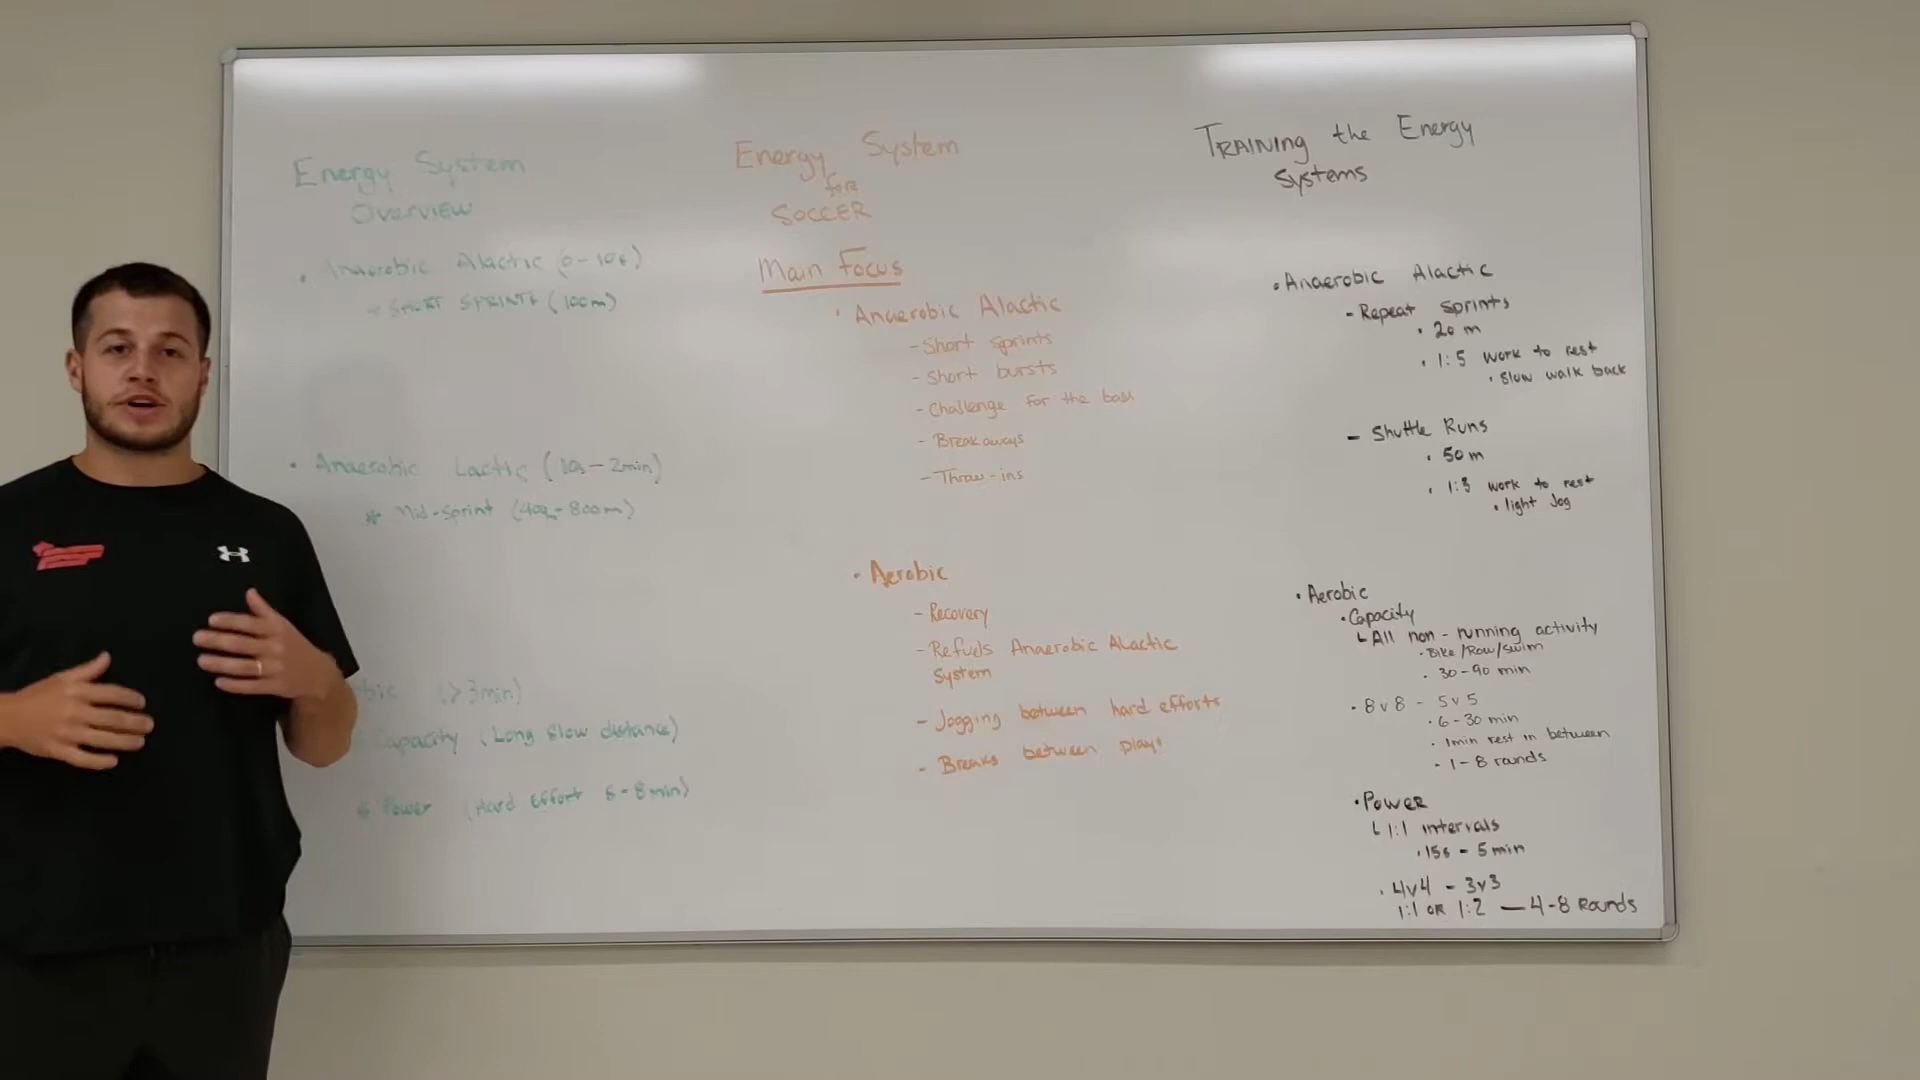 Energy System
Overview
• Anaerobic Alactic (0-10s)
SHORT SPRINTS (100m)
• Anaerobic Lactic (10s-2min)
* Mid-Sprint (400-800m)
(>3min)
Capacity (Long slow distance)
Power (Hard Effort 6-8min)
Energy System
for
SOCCER
Main Focus
• Anaerobic Alactic
- Short sprints
- Short bursts
- Challenge for the ball
- Breakaways
- Throw-ins
• Aerobic
- Recovery
- Refuels Anaerobic Alactic
System
- Jogging between hard efforts
- Breaks between plays
TRAINING the Energy
Systems
• Anaerobic Alactic
- Repeat Sprints
• 20 m
• 1:5 work to rest
• slow walk back
- Shuttle Runs
• 50 m
• 1:3 work to rest
• light Jog
• Aerobic
• Capacity
All non-running activity
• Bike/Row/swim
• 30-90 min
• 8v8 - 5v5
• 6-30 min
• 1min rest in between
• 1-8 rounds
• Power
1:1 intervals
• 15s - 5min
• 4v4 - 3v3
1:1 OR 1:2 — 4-8 Rounds